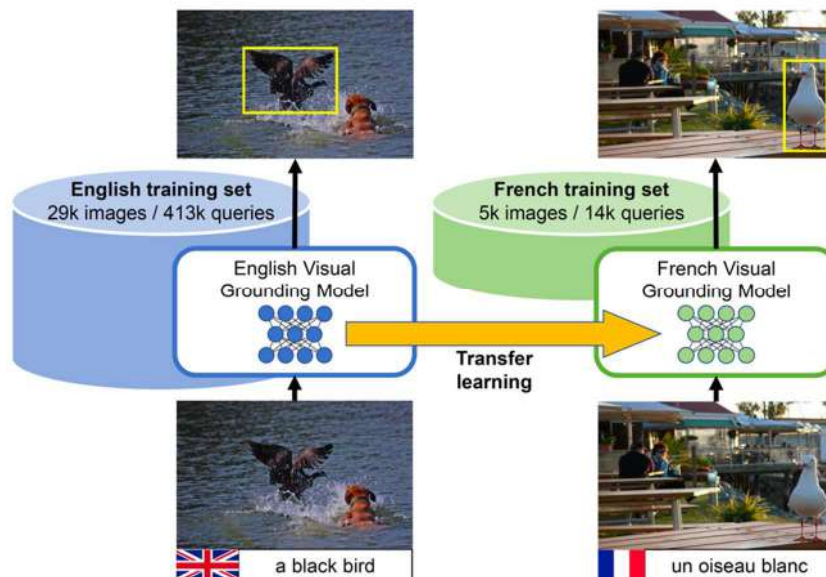 English training set
29k images / 413k queries
French training set
5k images / 14k queries
English Visual
Grounding Model
French Visual
Grounding Model
Transfer
learning
a black bird
un oiseau blanc